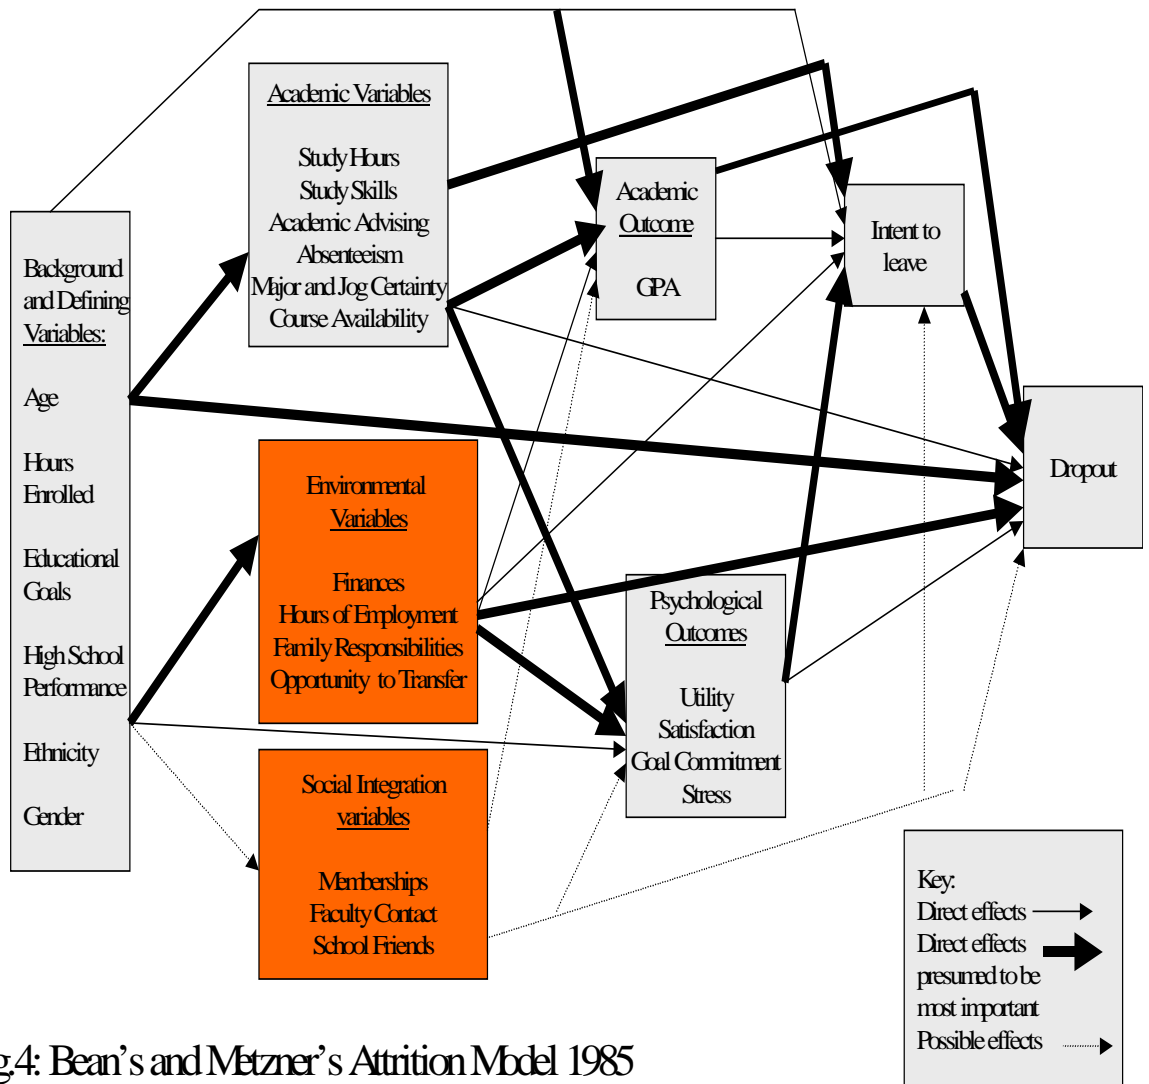 Academic Variables
Study Hours
Study Skills
Academic Advising
Absenteeism
Major and Jog Certainty
Course Availability
Background
and Defining
Variables:
Age
Hours
Enrolled
Educational
Goals
High School
Performance
Ethnicity
Gender
Environmental
Variables
Finances
Hours of Employment
Family Responsibilities
Opportunity to Transfer
Social Integration
variables
Memberships
Faculty Contact
School Friends
Academic
Outcome
GPA
Psychological
Outcomes
Utility
Satisfaction
Goal Commitment
Stress
Intent to
leave
Dropout
Key:
Direct effects
Direct effects
presumed to be
most important
Possible effects
g.4: Bean's and Metzner's Attrition Model 1985